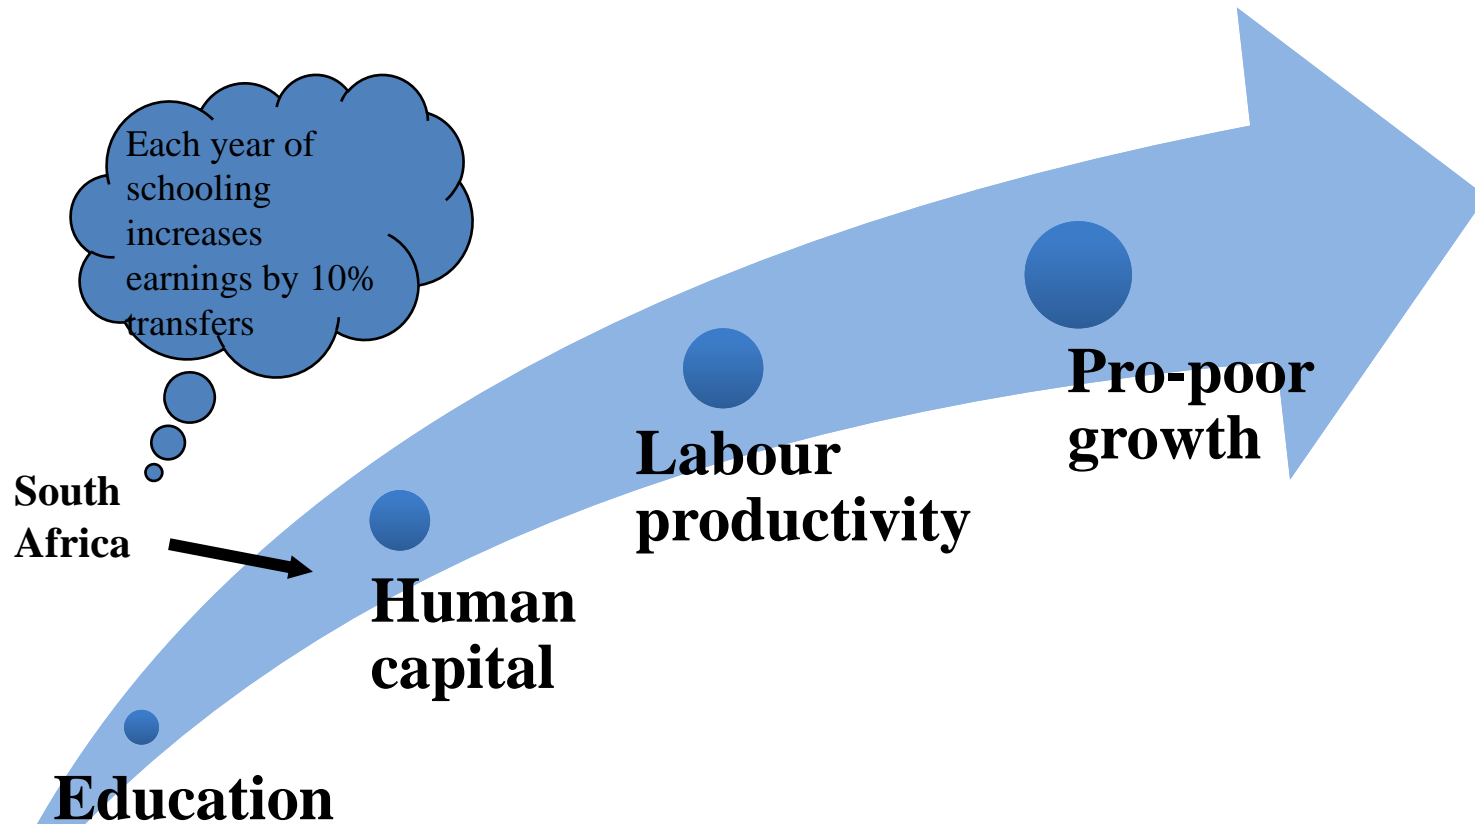 Each year of
schooling
increases
earnings by 10%
transfers
South
Africa
Pro-poor
growth
Labour
productivity
Human
capital
Education